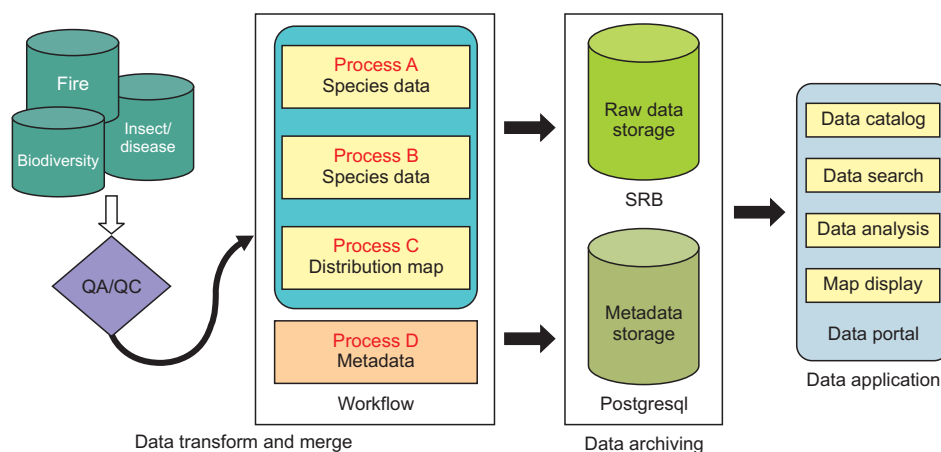 Fire
Insect/
disease
Biodiversity
QA/QC
Process A
Species data
Process B
Species data
Process C
Distribution map
Process D
Metadata
Workflow
Data transform and merge
Raw data
storage
SRB
Metadata
storage
Postgresql
Data archiving
Data catalog
Data search
Data analysis
Map display
Data portal
Data application